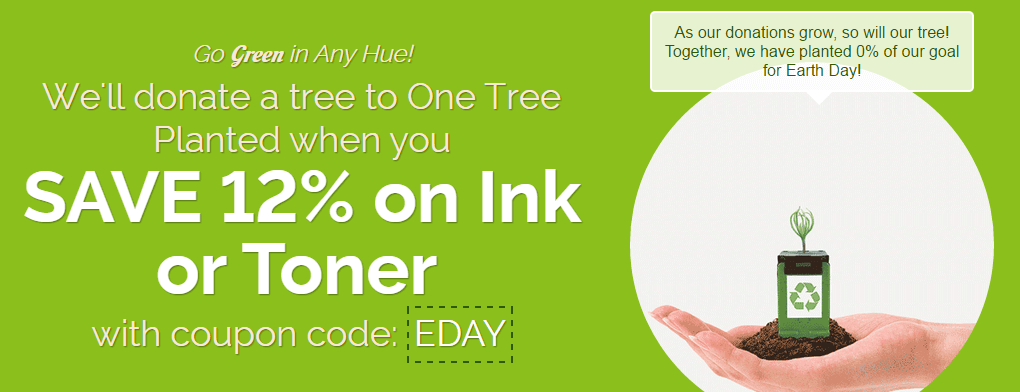 Go Green in Any Hue!
We'll donate a tree to One Tree
Planted when you
SAVE 12% on Ink
or Toner
with coupon code: EDAY
As our donations grow, so will our tree!
Together, we have planted 0% of our goal
for Earth Day!